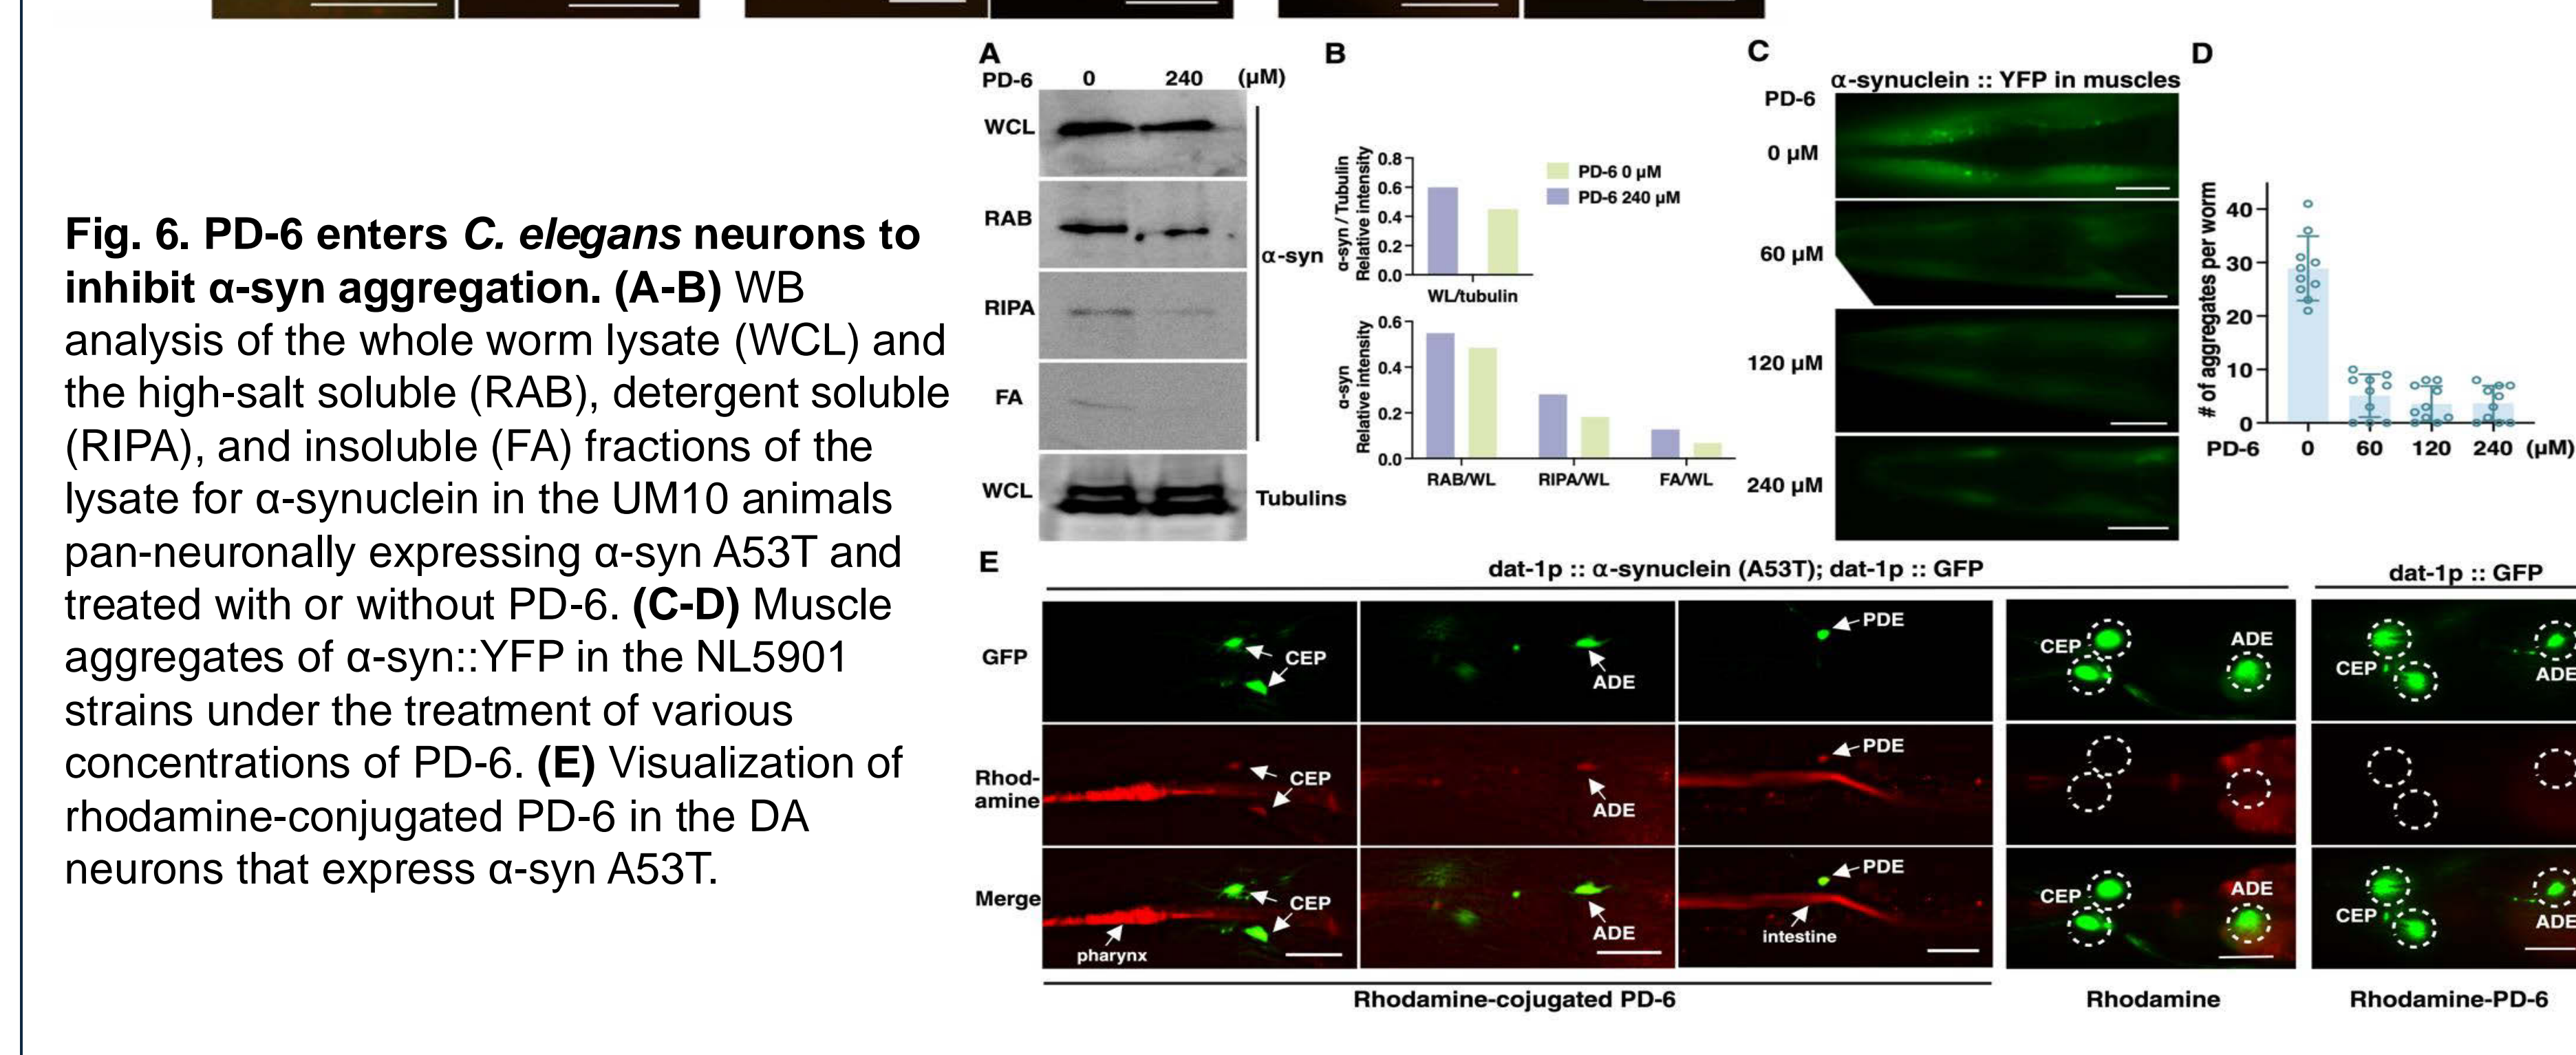 Fig. 6. PD-6 enters C. elegans neurons to
inhibit α-syn aggregation. (A-B) WB
analysis of the whole worm lysate (WCL) and
the high-salt soluble (RAB), detergent soluble
(RIPA), and insoluble (FA) fractions of the
lysate for α-synuclein in the UM10 animals
pan-neuronally expressing α-syn A53T and
treated with or without PD-6. (C-D) Muscle
aggregates of α-syn::YFP in the NL5901
strains under the treatment of various
concentrations of PD-6. (E) Visualization of
rhodamine-conjugated PD-6 in the DA
neurons that express α-syn A53T.
A
PD-6 0 240 (μM)
WCL
RAB
RIPA
FA
WCL
α-syn
Tubulins
B
α-syn / Tubulin
Relative intensity
0.8
0.6
0.4
0.2
0.0
WL/tubulin
PD-6 0 μM
PD-6 240 μM
α-syn
Relative intensity
0.6
0.4
0.2
0.0
RAB/WL RIPA/WL FA/WL
C
α-synuclein :: YFP in muscles
PD-6
0 μM
60 μM
120 μM
240 μM
D
# of aggregates per worm
40
30
20
10
0
PD-6 0 60 120 240 (μM)
E
dat-1p :: α-synuclein (A53T); dat-1p :: GFP
dat-1p :: GFP
GFP
CEP
ADE
PDE
CEP
ADE
CEP
ADE
Rhod-
amine
CEP
ADE
PDE
Merge
CEP
pharynx
ADE
PDE
intestine
CEP
ADE
CEP
ADE
Rhodamine-cojugated PD-6
Rhodamine
Rhodamine-PD-6